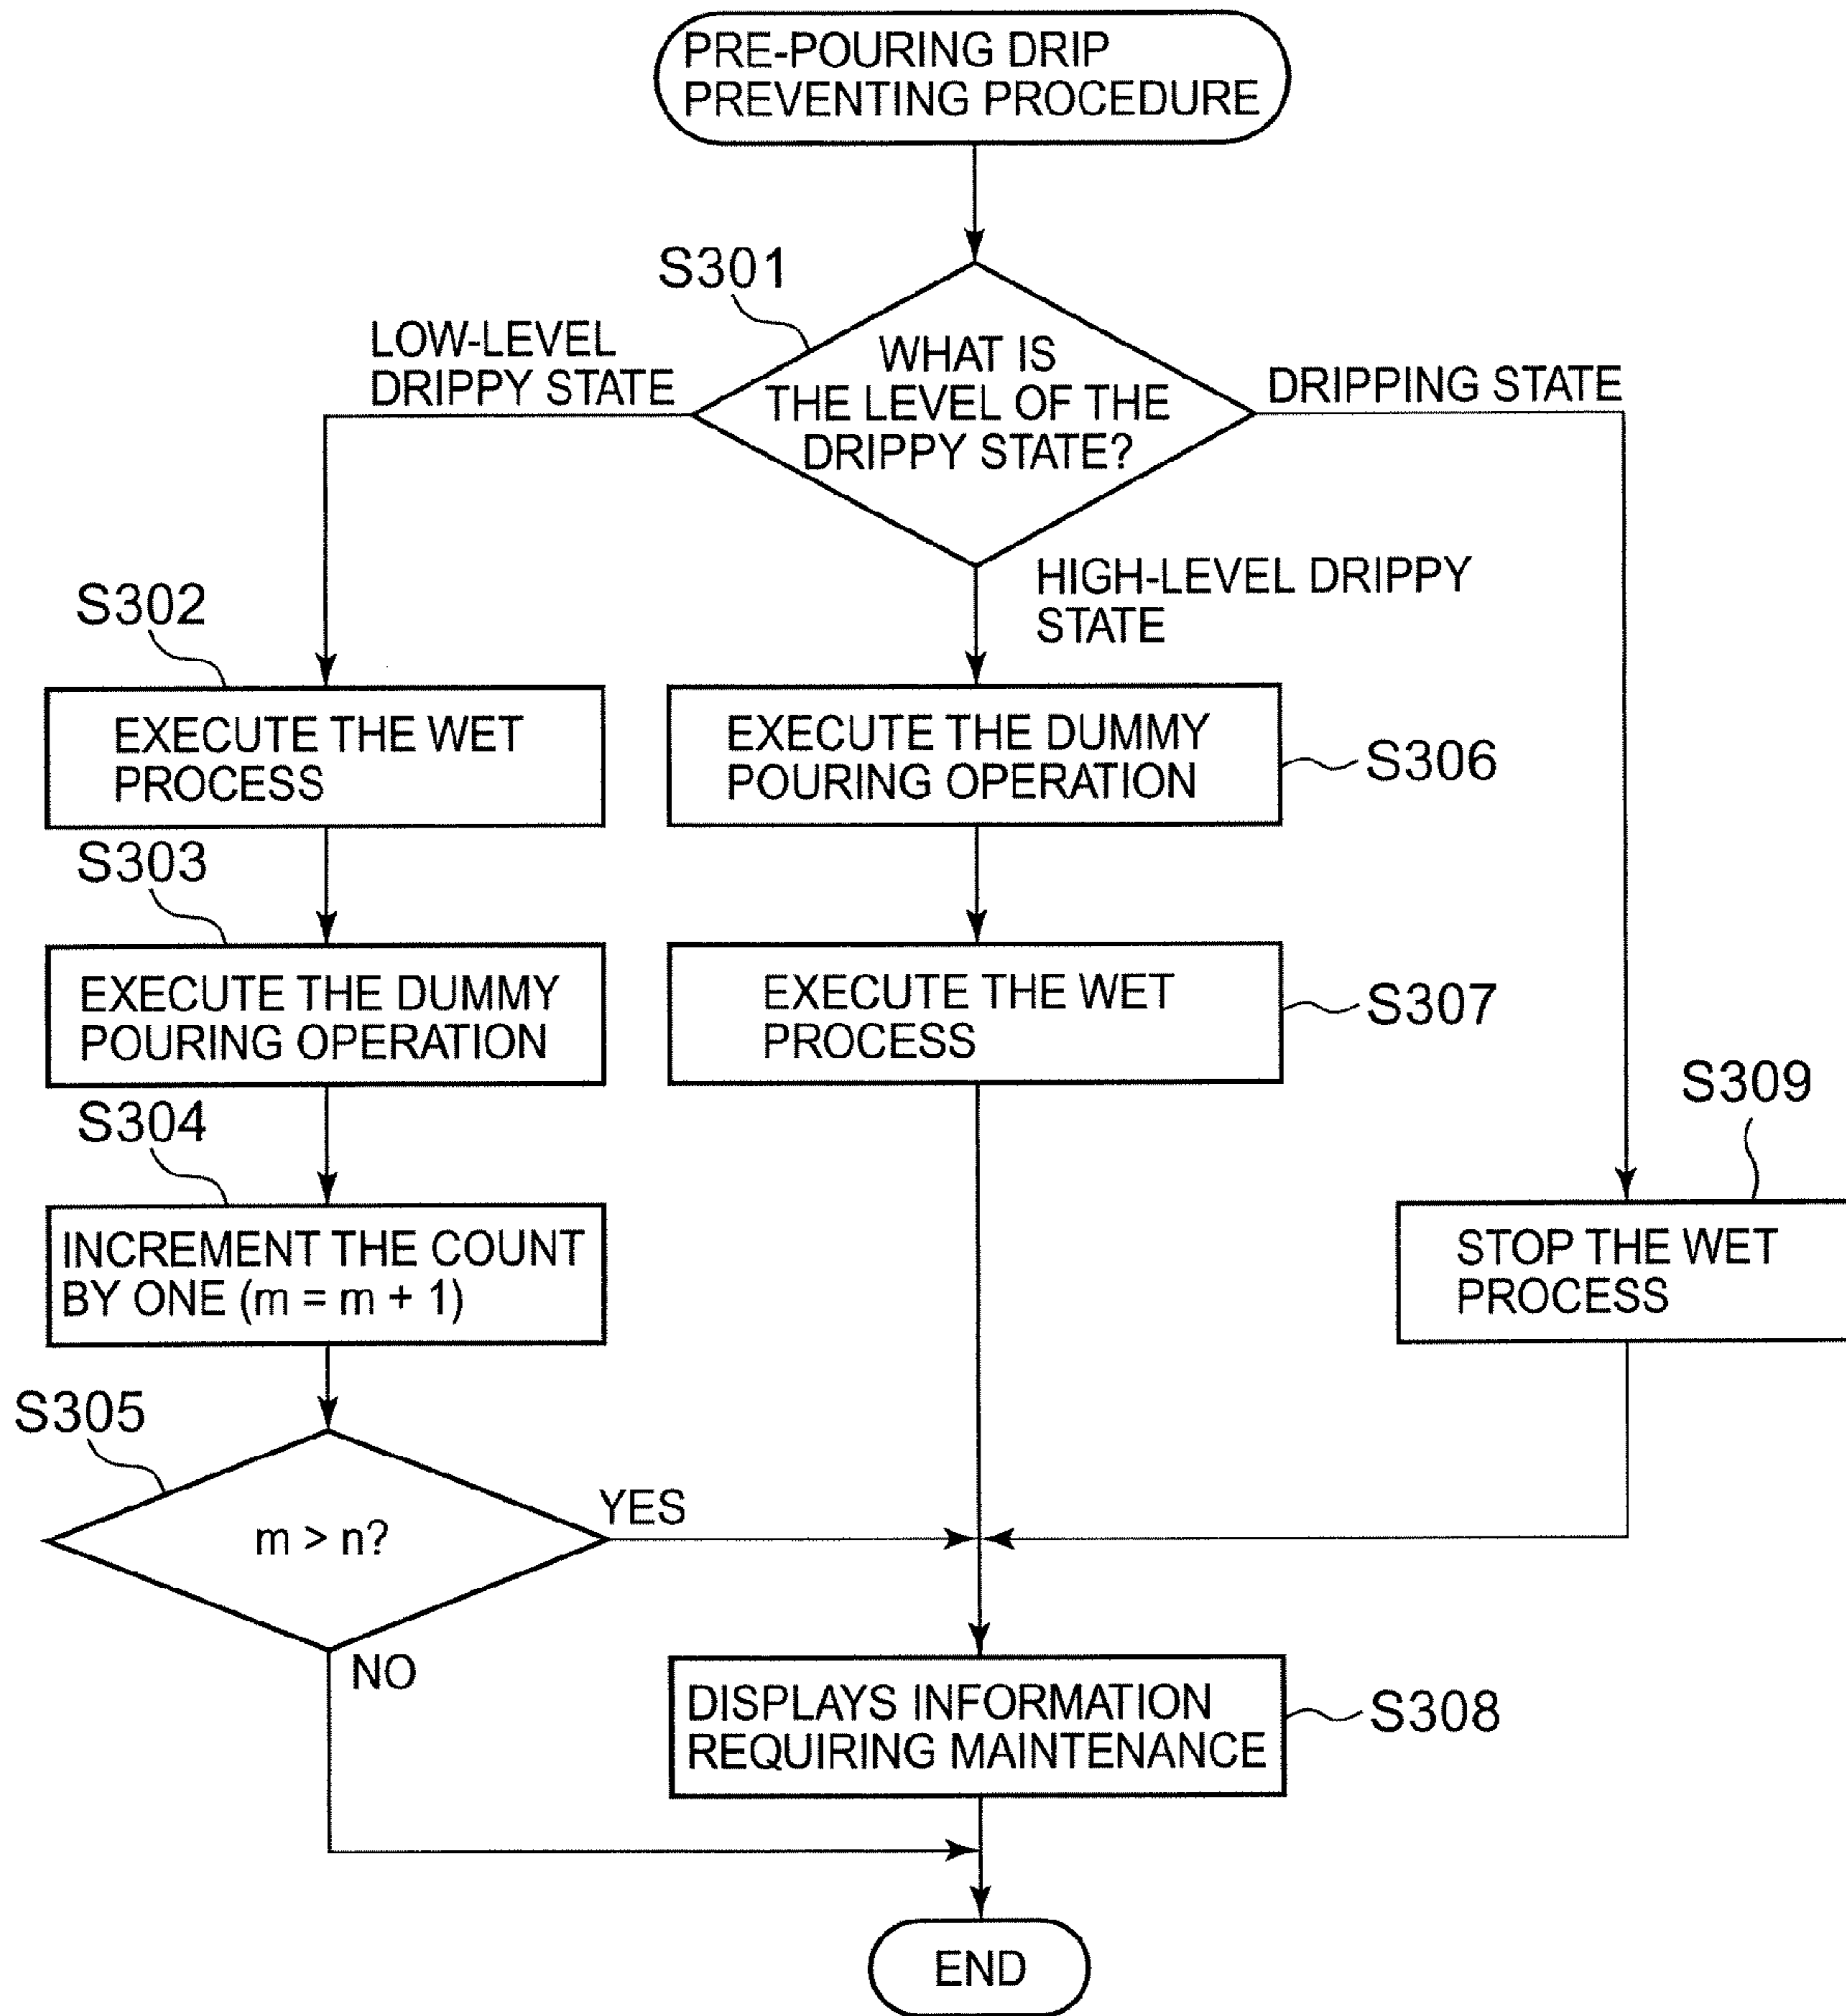 PRE-POURING DRIP
PREVENTING PROCEDURE
S301
WHAT IS
THE LEVEL OF THE
DRIPPY STATE?
LOW-LEVEL
DRIPPY STATE
DRIPPING STATE
HIGH-LEVEL DRIPPY
STATE
S302
EXECUTE THE WET
PROCESS
S303
EXECUTE THE DUMMY
POURING OPERATION
S304
INCREMENT THE COUNT
BY ONE (m = m + 1)
S305
m > n?
YES
NO
EXECUTE THE DUMMY
POURING OPERATION
S306
EXECUTE THE WET
PROCESS
S307
S309
STOP THE WET
PROCESS
DISPLAYS INFORMATION
REQUIRING MAINTENANCE
S308
END